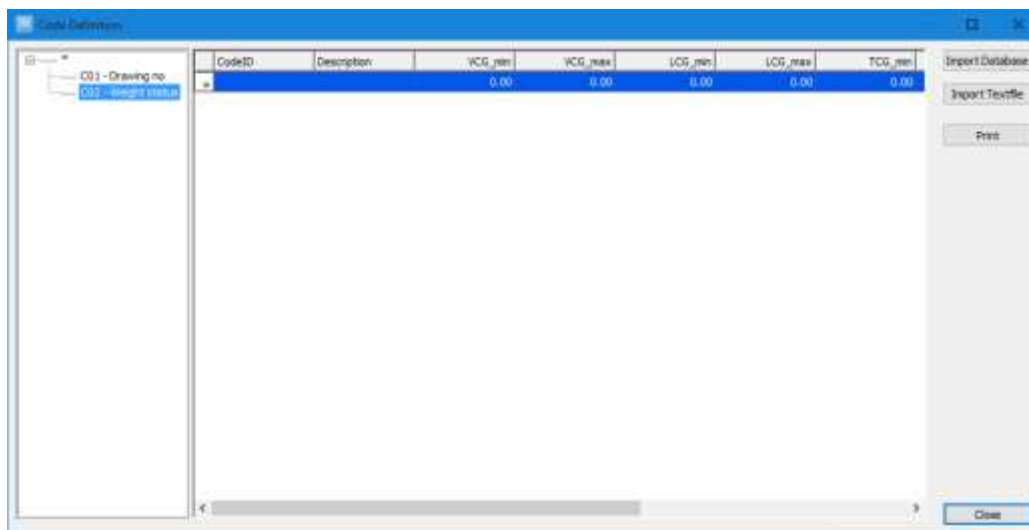 Code Definition
*
C01 - Drawing no
C02 - Weight status
CodeID Description VCG_min VCG_max LCG_min LCG_max TCG_min
0.00 0.00 0.00 0.00 0.00
Import Database
Import Textfile
Print
Close